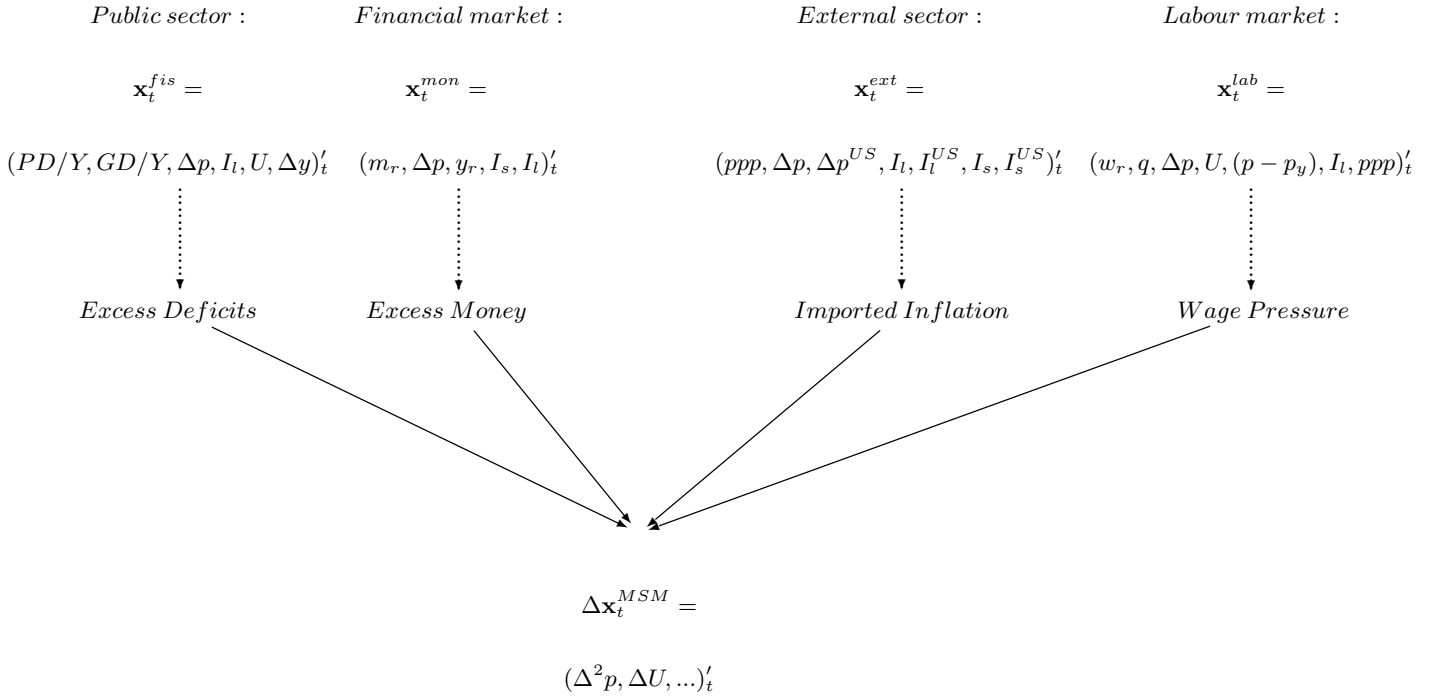 Public sector : Financial market : External sector : Labour market :
x_t^{fis} = x_t^{mon} = x_t^{ext} = x_t^{lab} =
(PD/Y, GD/Y, Δp, I_l, U, Δy)′_t (m_r, Δp, y_r, I_s, I_l)′_t (ppp, Δp, Δp^{US}, I_l, I_l^{US}, I_s, I_s^{US})′_t (w_r, q, Δp, U, (p − p_y), I_l, ppp)′_t
Excess Deficits Excess Money Imported Inflation Wage Pressure
Δx_t^{MSM} =
(Δ²p, ΔU, ...)′_t